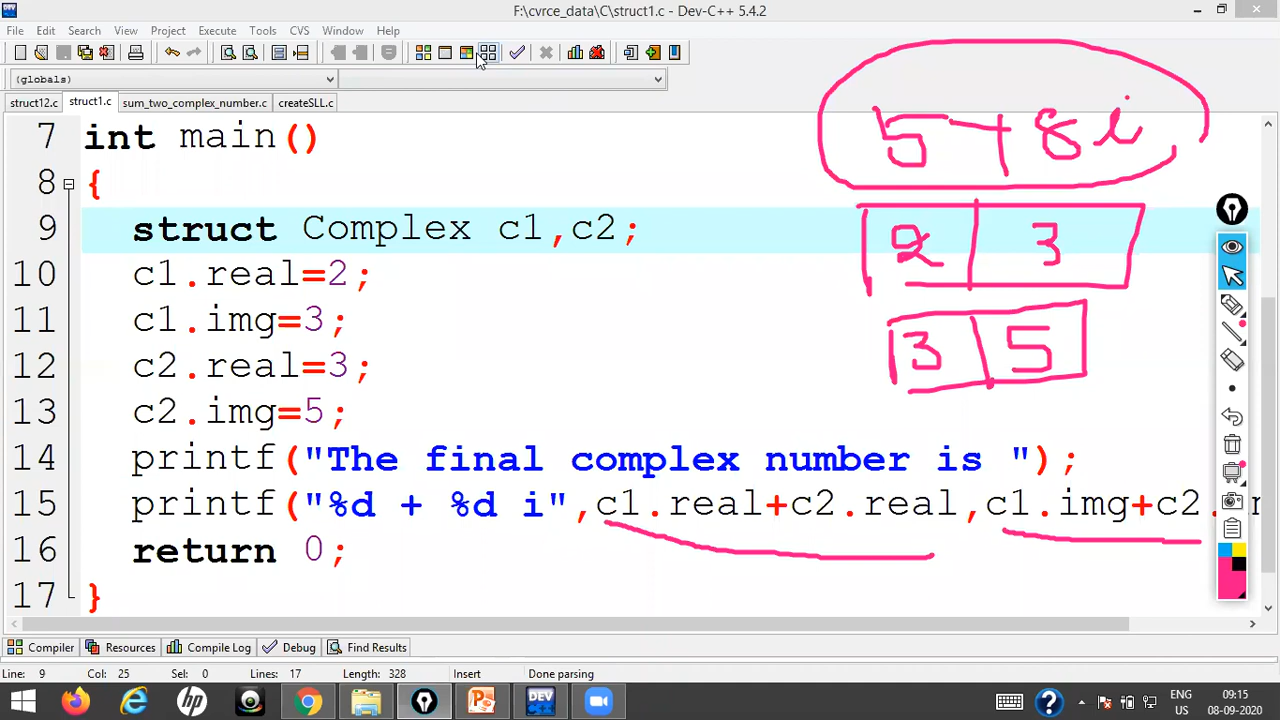 F:\cvrce_data\C\struct1.c - Dev-C++ 5.4.2
File Edit Search View Project Execute Tools CVS Window Help
(globals)
struct12.c struct1.c sum_two_complex_number.c createSLL.c
5 + 8i
7 int main()
8 {
9 struct Complex c1,c2;
2 3
10 c1.real=2;
11 c1.img=3;
3 5
12 c2.real=3;
13 c2.img=5;
14 printf("The final complex number is ");
15 printf("%d + %d i",c1.real+c2.real,c1.img+c2.
16 return 0;
17 }
Compiler Resources Compile Log Debug Find Results
Line: 9 Col: 25 Sel: 0 Lines: 17 Length: 328 Insert Done parsing
hp DEV ENG 09:15
US 08-09-2020